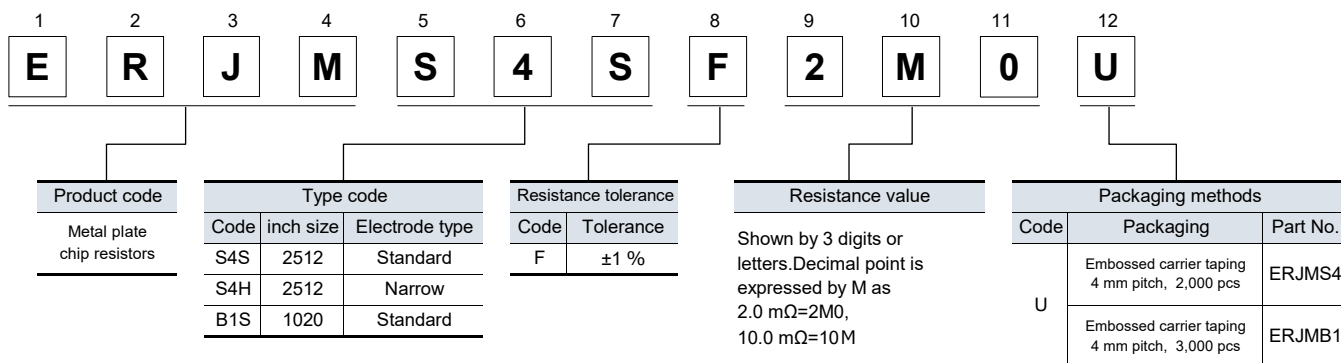 1 2 3 4 5 6 7 8 9 10 11 12
E R J M S 4 S F 2 M 0 U
Product code
Metal plate
chip resistors
Type code
Code inch size Electrode type
S4S 2512 Standard
S4H 2512 Narrow
B1S 1020 Standard
Resistance tolerance
Code Tolerance
F ±1 %
Resistance value
Shown by 3 digits or
letters.Decimal point is
expressed by M as
2.0 mΩ=2M0,
10.0 mΩ=10M
Packaging methods
Code Packaging Part No.
U
Embossed carrier taping
4 mm pitch, 2,000 pcs
ERJMS4
Embossed carrier taping
4 mm pitch, 3,000 pcs
ERJMB1